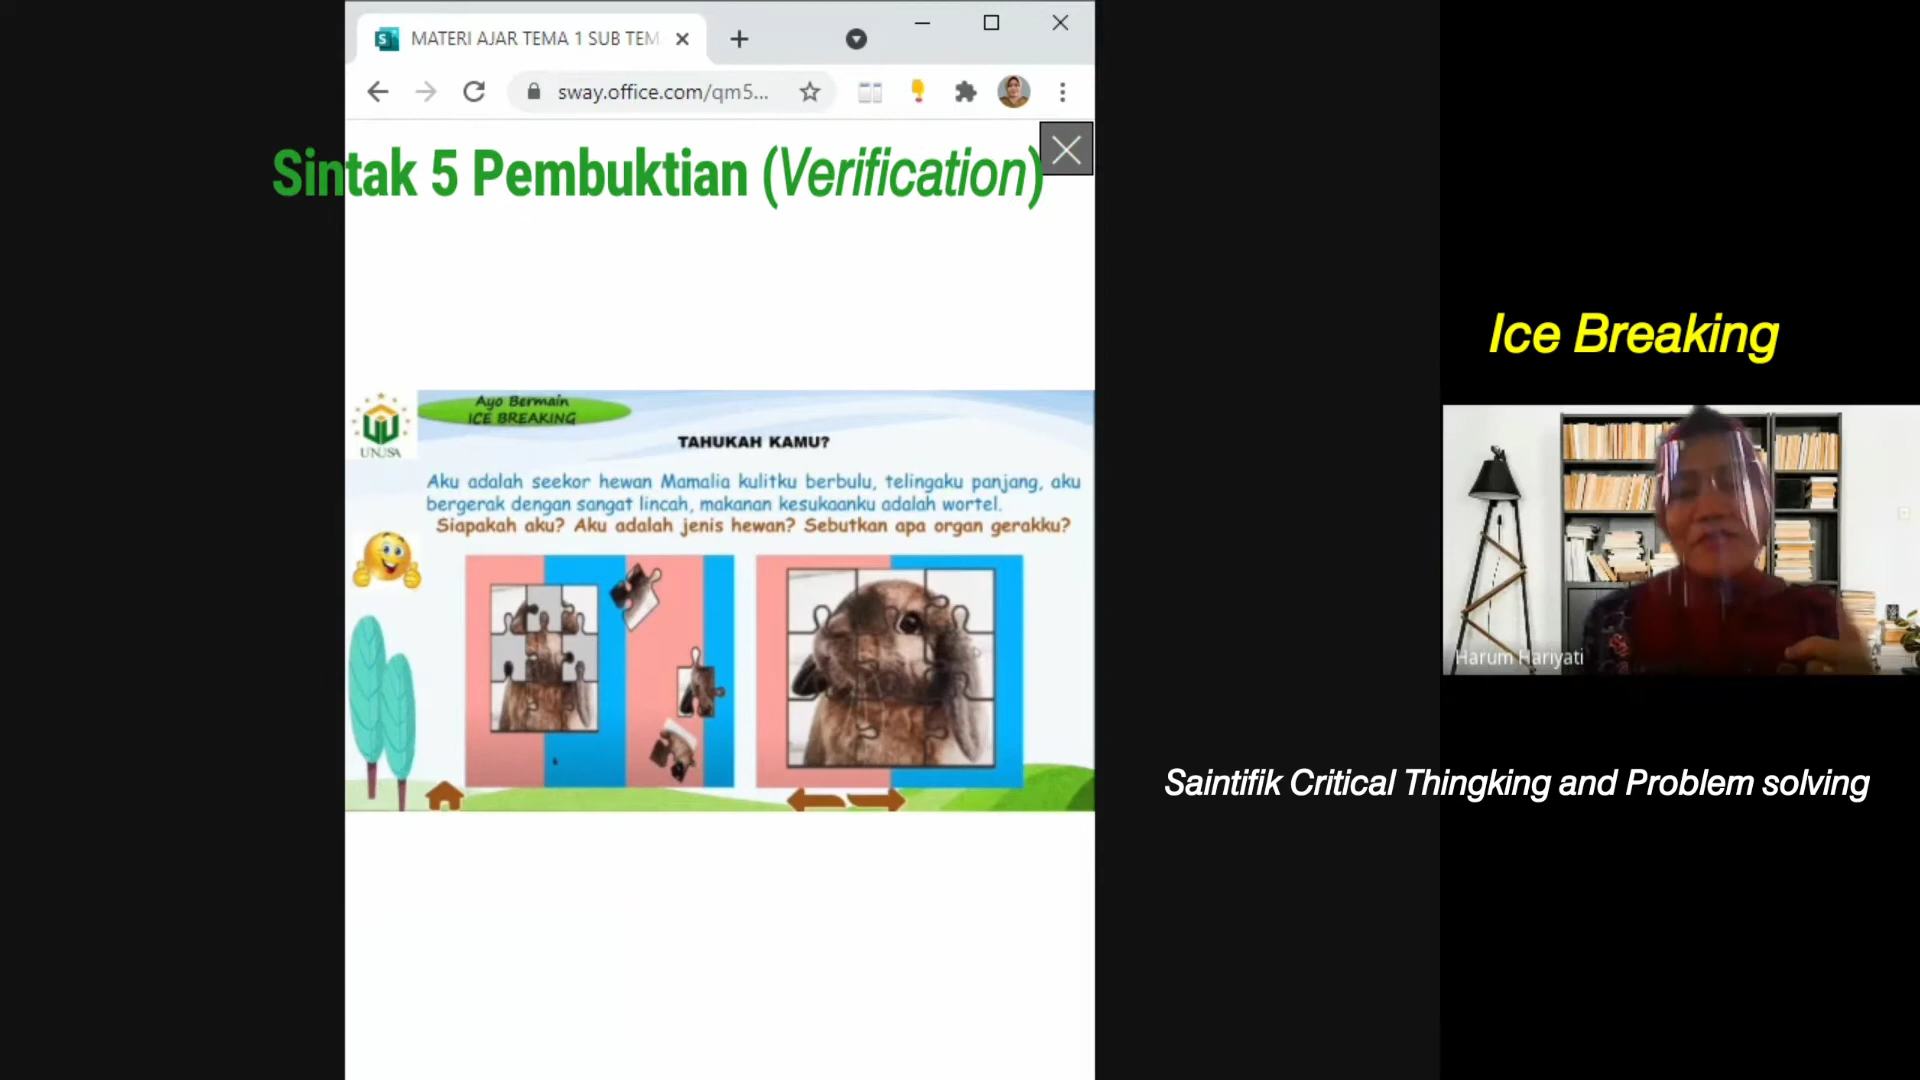 MATERI AJAR TEMA 1 SUB TEM
sway.office.com/qm5...
Sintak 5 Pembuktian (Verification)
Ayo Bermain
ICE BREAKING
UNUSA
TAHUKAH KAMU?
Aku adalah seekor hewan Mamalia kulitku berbulu, telingaku panjang, aku
bergerak dengan sangat lincah, makanan kesukaanku adalah wortel.
Siapakah aku? Aku adalah jenis hewan? Sebutkan apa organ gerakku?
Ice Breaking
Harum Hariyati
Saintifik Critical Thingking and Problem solving